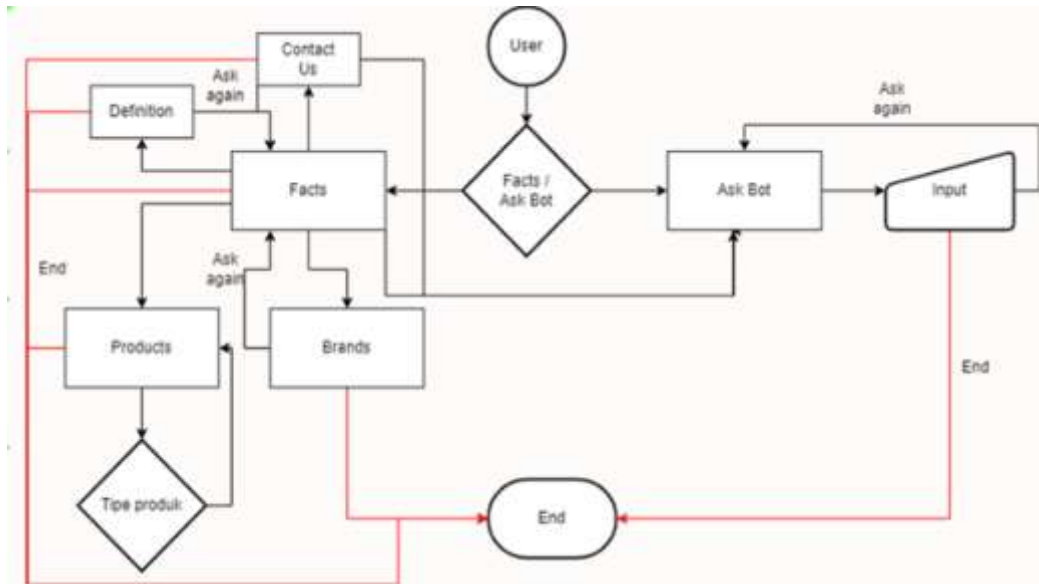 User
Contact
Us
Ask
again
Definition
Ask
again
Facts
Facts /
Ask Bot
Ask Bot
Input
Ask
again
End
Products
Brands
End
Tipe produk
End